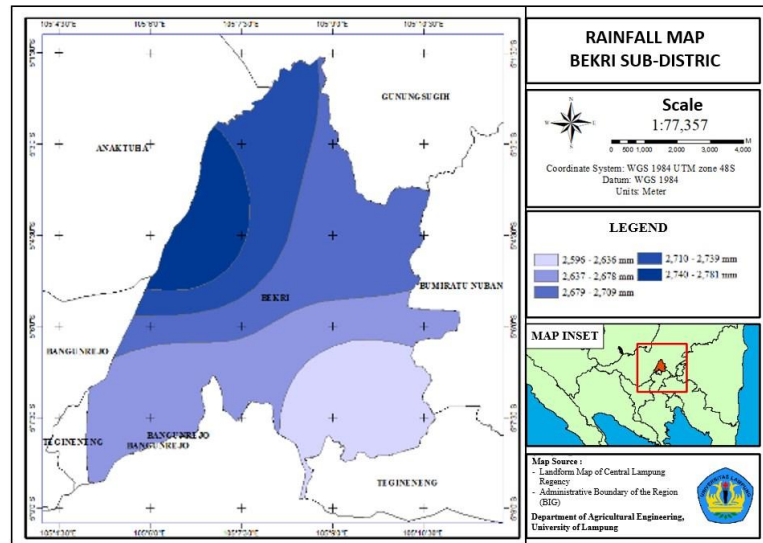 RAINFALL MAP
BEKRI SUB-DISTRIC
Scale
1:77,357
0 500 1,000 2,000 3,000 4,000 M
Coordinate System: WGS 1984 UTM zone 48S
Datum: WGS 1984
Units: Meter
LEGEND
2,596 - 2,636 mm
2,637 - 2,678 mm
2,679 - 2,709 mm
2,710 - 2,739 mm
2,740 - 2,781 mm
MAP INSET
Map Source :
- Landform Map of Central Lampung
Regency
- Administrative Boundary of the Region
(BIG)
Department of Agricultural Engineering,
University of Lampung
GUNUNGSUGIH
ANAKTUHA
BUMIRATU NUBAN
BEKRI
BANGUNREJO
TEGINENENG
BANGUNREJO
BANGUNREJO
TEGINENENG